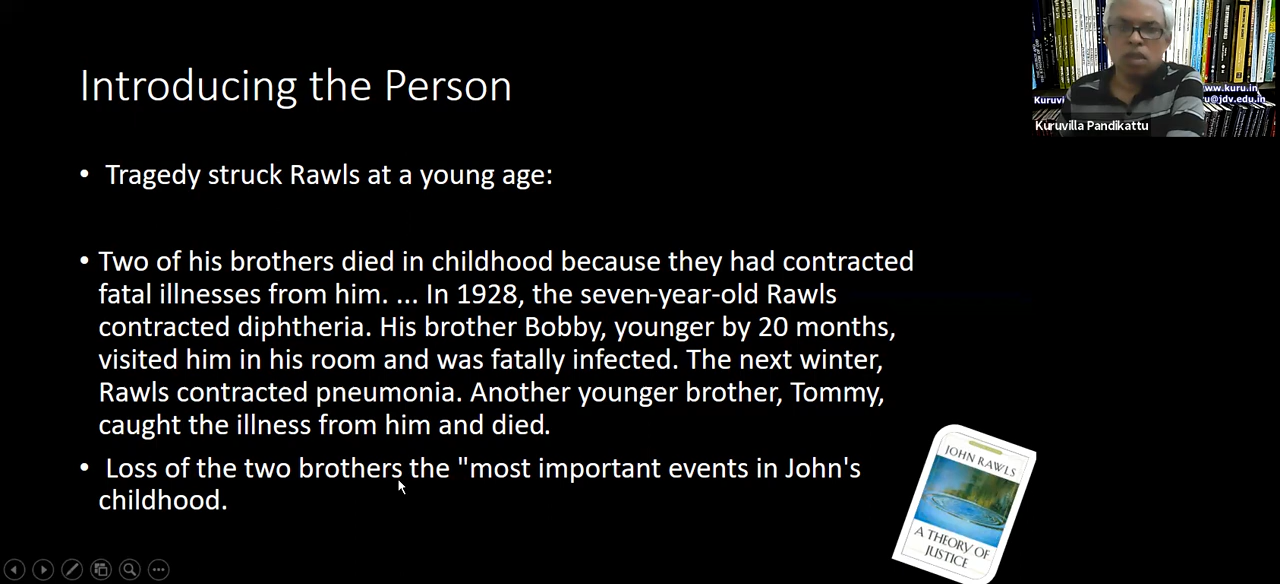 Introducing the Person
• Tragedy struck Rawls at a young age:
• Two of his brothers died in childhood because they had contracted
fatal illnesses from him. ... In 1928, the seven-year-old Rawls
contracted diphtheria. His brother Bobby, younger by 20 months,
visited him in his room and was fatally infected. The next winter,
Rawls contracted pneumonia. Another younger brother, Tommy,
caught the illness from him and died.
• Loss of the two brothers the "most important events in John's
childhood.
JOHN RAWLS
A THEORY OF
JUSTICE
Kuruvi
www.kuru.in
u@jdv.edu.in
Kuruvilla Pandikattu